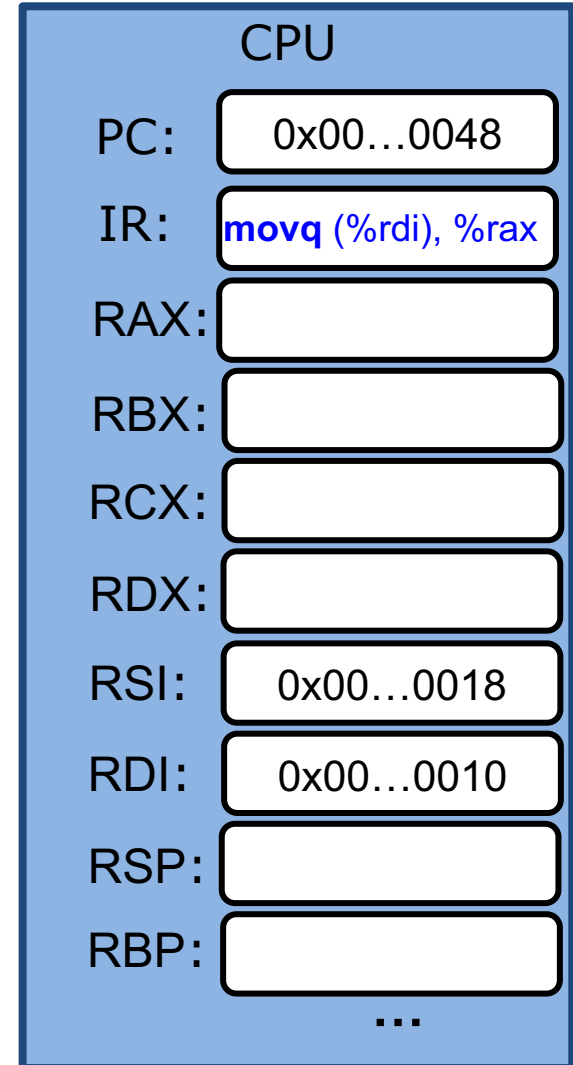 CPU
PC: 0x00…0048
IR: movq (%rdi), %rax
RAX:
RBX:
RCX:
RDX:
RSI: 0x00…0018
RDI: 0x00…0010
RSP:
RBP:
…